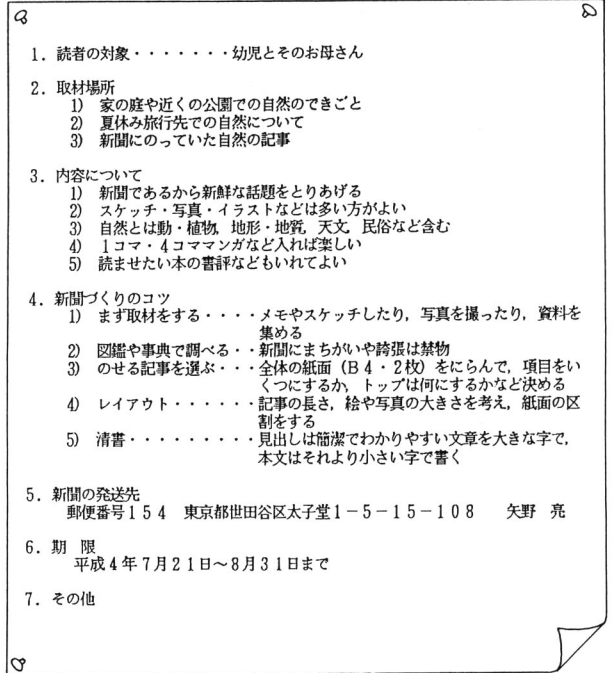 1．読者の対象・・・・・・・幼児とそのお母さん
2．取材場所
1) 家の庭や近くの公園での自然のできごと
2) 夏休み旅行先での自然について
3) 新聞にのっていた自然の記事
3．内容について
1) 新聞であるから新鮮な話題をとりあげる
2) スケッチ・写真・イラストなどは多い方がよい
3) 自然とは動・植物，地形・地質，天文，民俗など含む
4) 1コマ・4コママンガなど入れば楽しい
5) 読ませたい本の書評などもいれてよい
4．新聞づくりのコツ
1) まず取材をする・・・・メモやスケッチしたり，写真を撮ったり，資料を
集める
2) 図鑑や事典で調べる・・新聞にまちがいや誇張は禁物
3) のせる記事を選ぶ・・・全体の紙面（B4・2枚）をにらんで，項目をい
くつにするか，トップは何にするかなど決める
4) レイアウト・・・・・・記事の長さ，絵や写真の大きさを考え，紙面の区
割をする
5) 清書・・・・・・・・・見出しは簡潔でわかりやすい文章を大きな字で，
本文はそれより小さい字で書く
5．新聞の発送先
郵便番号154　東京都世田谷区太子堂1－5－15－108　矢野　亮
6．期　限
平成4年7月21日～8月31日まで
7．その他